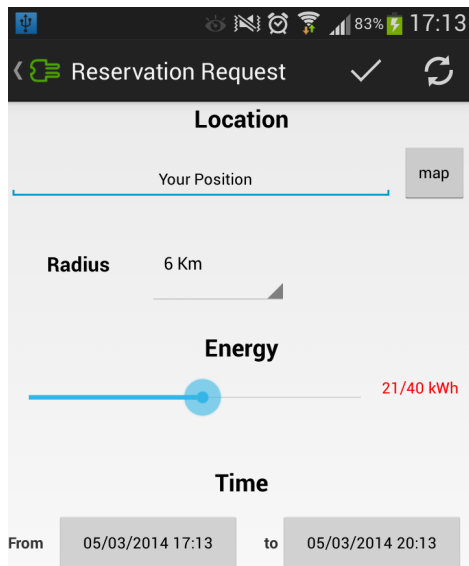 83% 17:13
Reservation Request
Location
Your Position
map
Radius 6 Km
Energy
21/40 kWh
Time
From 05/03/2014 17:13 to 05/03/2014 20:13